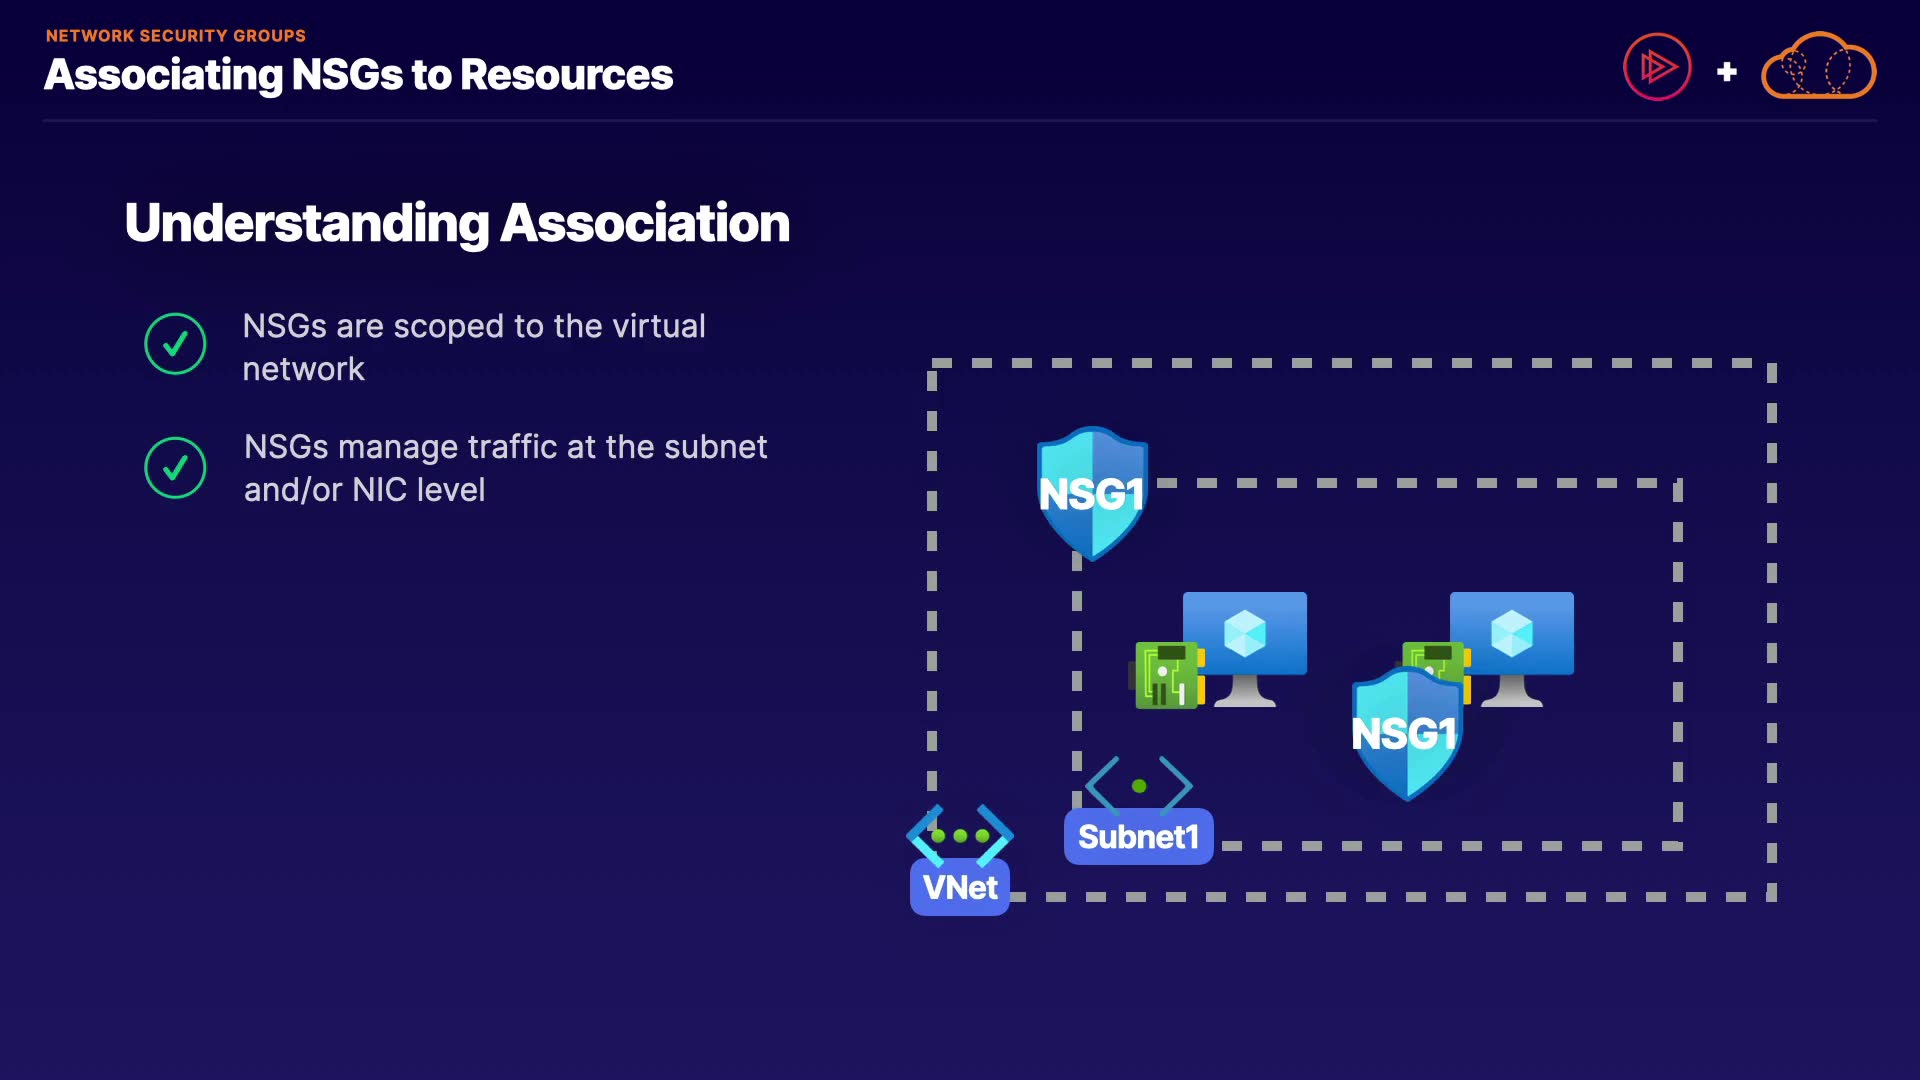 NETWORK SECURITY GROUPS
Associating NSGs to Resources
Understanding Association
NSGs are scoped to the virtual
network
NSGs manage traffic at the subnet
and/or NIC level
NSG1
NSG1
Subnet1
VNet